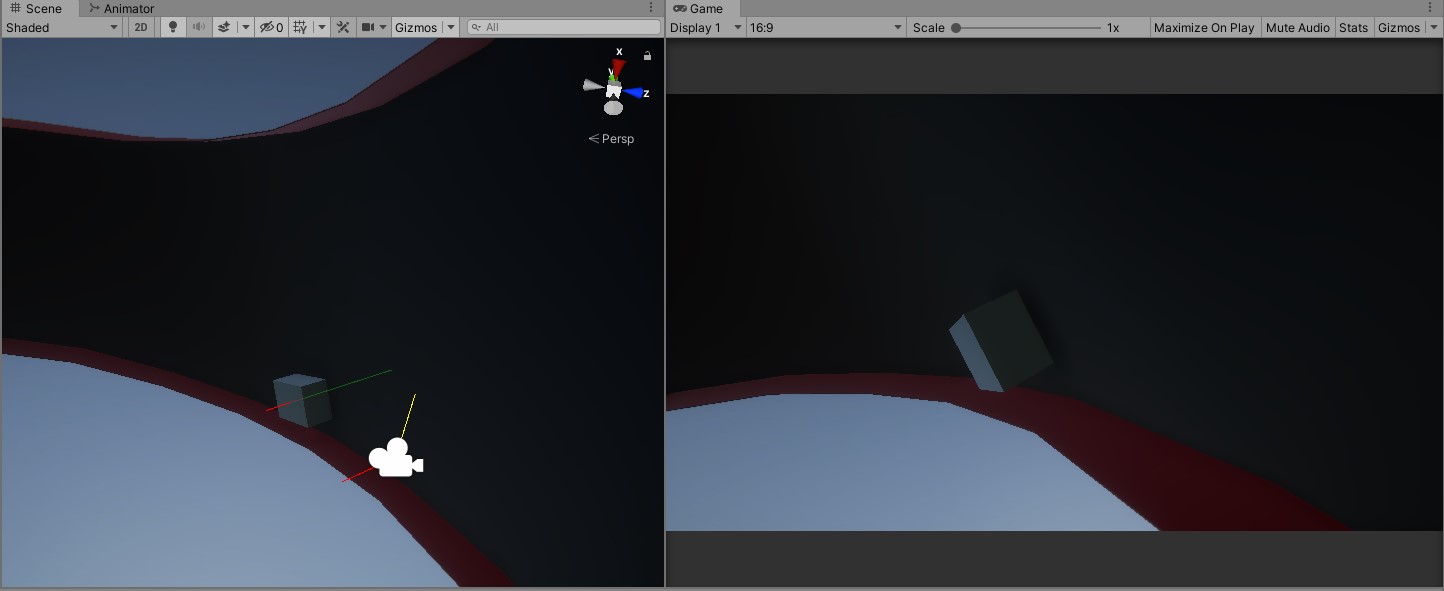 Scene Animator
Shaded 2D 0 Gizmos All
x
y
z
Persp
Game
Display 1 16:9 Scale 1x Maximize On Play Mute Audio Stats Gizmos